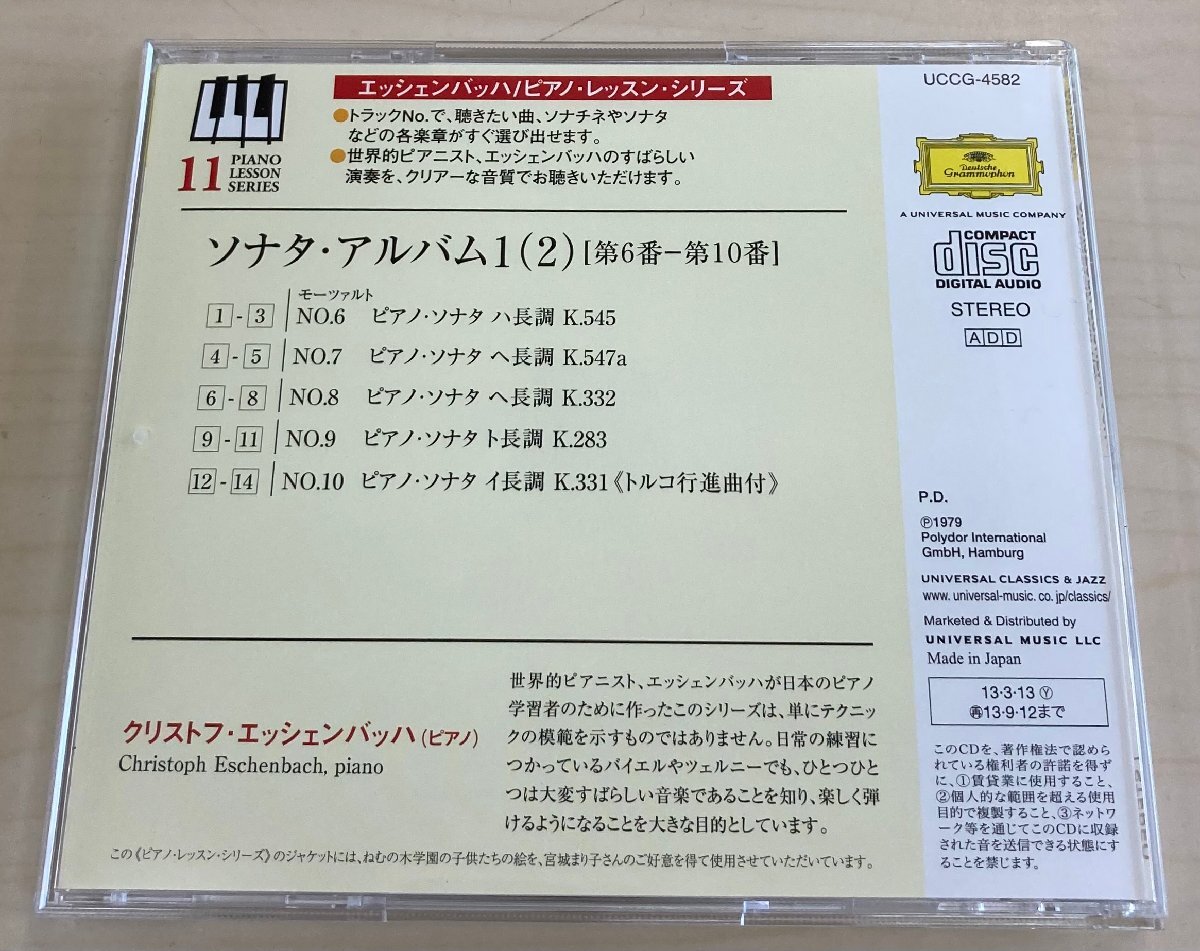 エッシェンバッハ/ピアノ・レッスン・シリーズ
●トラックNo.で、聴きたい曲、ソナチネやソナタ
などの各楽章がすぐ選び出せます。
●世界的ピアニスト、エッシェンバッハのすばらしい
演奏を、クリアーな音質でお聴きいただけます。
11 PIANO
LESSON
SERIES
ソナタ・アルバム1(2)[第6番−第10番]
モーツァルト
1 - 3 NO.6 ピアノ・ソナタ ハ長調 K.545
4 - 5 NO.7 ピアノ・ソナタ ヘ長調 K.547a
6 - 8 NO.8 ピアノ・ソナタ ヘ長調 K.332
9 - 11 NO.9 ピアノ・ソナタ ト長調 K.283
12 - 14 NO.10 ピアノ・ソナタ イ長調 K.331《トルコ行進曲付》
クリストフ・エッシェンバッハ(ピアノ)
Christoph Eschenbach, piano
世界的ピアニスト、エッシェンバッハが日本のピアノ
学習者のために作ったこのシリーズは、単にテクニッ
クの模範を示すものではありません。日常の練習に
つかっているバイエルやツェルニーでも、ひとつひと
つは大変すばらしい音楽であることを知り、楽しく弾
けるようになることを大きな目的としています。
この《ピアノ・レッスン・シリーズ》のジャケットには、ねむの木学園の子供たちの絵を、宮城まり子さんのご好意を得て使用させていただいています。
UCCG-4582
Deutsche
Grammophon
A UNIVERSAL MUSIC COMPANY
COMPACT
disc
DIGITAL AUDIO
STEREO
ADD
P.D.
℗1979
Polydor International
GmbH, Hamburg
UNIVERSAL CLASSICS & JAZZ
www. universal-music. co. jp/classics/
Marketed & Distributed by
UNIVERSAL MUSIC LLC
Made in Japan
13·3·13 Ⓨ
㊢13·9·12まで
このCDを、著作権法で認めら
れている権利者の許諾を得ず
に、①賃貸業に使用すること、
②個人的な範囲を超える使用
目的で複製すること、③ネットワ
ーク等を通じてこのCDに収録
された音を送信できる状態にす
ることを禁じます。